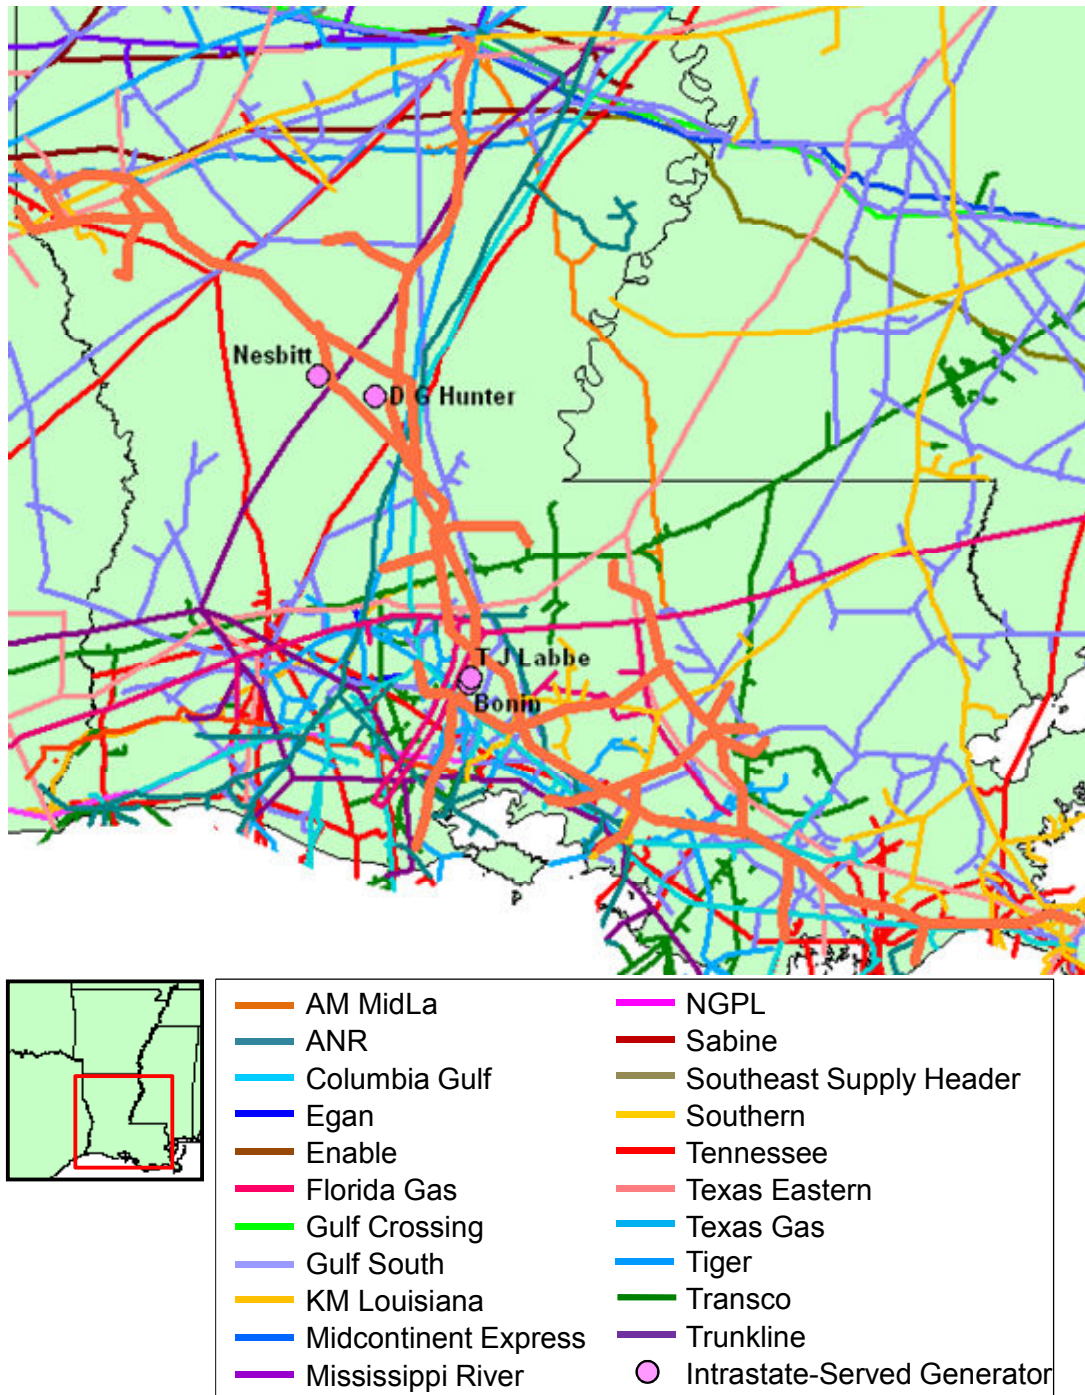 Nesbitt
D G Hunter
T J Labbe
Bonin
AM MidLa
ANR
Columbia Gulf
Egan
Enable
Florida Gas
Gulf Crossing
Gulf South
KM Louisiana
Midcontinent Express
Mississippi River
NGPL
Sabine
Southeast Supply Header
Southern
Tennessee
Texas Eastern
Texas Gas
Tiger
Transco
Trunkline
Intrastate-Served Generator